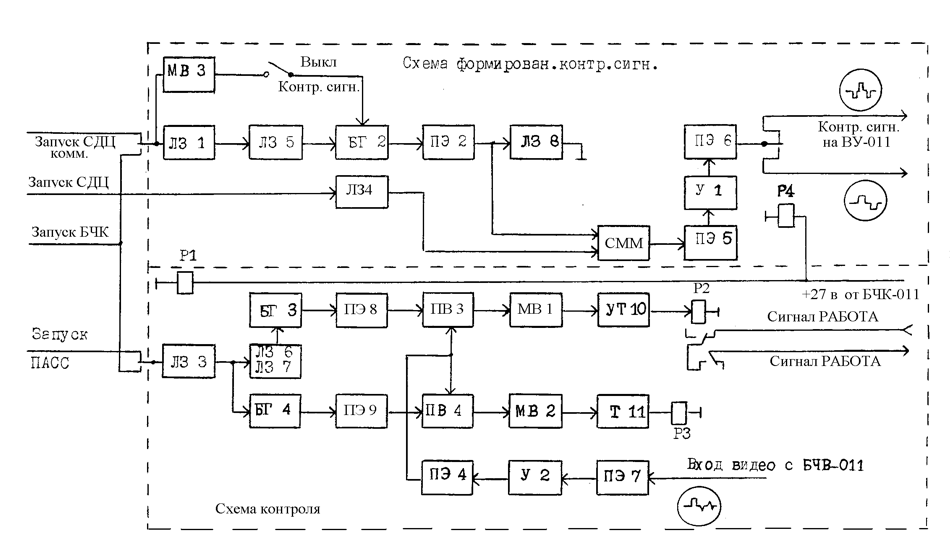 Схема формирован.контр.сигн.
МВ 3
Выкл
Контр. сигн.
Запуск СДЦ
комм.
ЛЗ 1
ЛЗ 5
БГ 2
ПЭ 2
ЛЗ 8
ПЭ 6
Контр. сигн.
на ВУ-011
Запуск СДЦ
ЛЗ4
У 1
Р4
Запуск БЧК
СММ
ПЭ 5
Р1
+27 в от БЧК-011
БГ 3
ПЭ 8
ПВ 3
МВ 1
УТ 10
Р2
Сигнал РАБОТА
Запуск
ПАСС
ЛЗ 3
ЛЗ 6
ЛЗ 7
Сигнал РАБОТА
БГ 4
ПЭ 9
ПВ 4
МВ 2
Т 11
Р3
ПЭ 4
У 2
ПЭ 7
Вход видео с БЧВ-011
Схема контроля